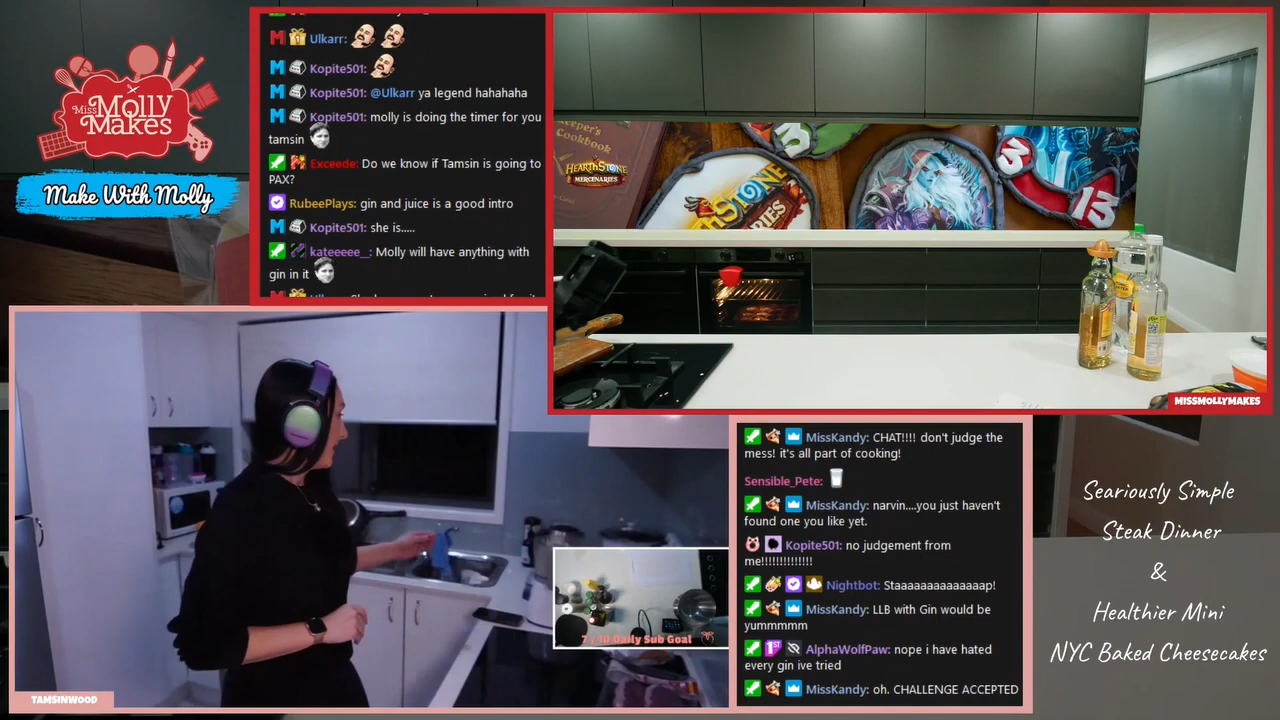 Ulkarr:
Kopite501:
Kopite501: @Ulkarr ya legend hahahaha
Kopite501: molly is doing the timer for you
tamsin
Exceede: Do we know if Tamsin is going to
PAX?
RubeePlays: gin and juice is a good intro
Kopite501: she is.....
kateeeee_: Molly will have anything with
gin in it
Miss
Molly
Makes
Make With Molly
Keeper's
Cookbook
HEARTHSTONE
MERCENARIES
3
3
13
MISSMOLLYMAKES
7 / 10 Daily Sub Goal
TAMSINWOOD
MissKandy: CHAT!!!! don't judge the
mess! it's all part of cooking!
Sensible_Pete:
MissKandy: narvin....you just haven't
found one you like yet.
Kopite501: no judgement from
me!!!!!!!!!!!!!!
Nightbot: Staaaaaaaaaaaaaap!
MissKandy: LLB with Gin would be
yummmmm
1ST
AlphaWolfPaw: nope i have hated
every gin ive tried
MissKandy: oh. CHALLENGE ACCEPTED
Seariously Simple
Steak Dinner
&
Healthier Mini
NYC Baked Cheesecakes